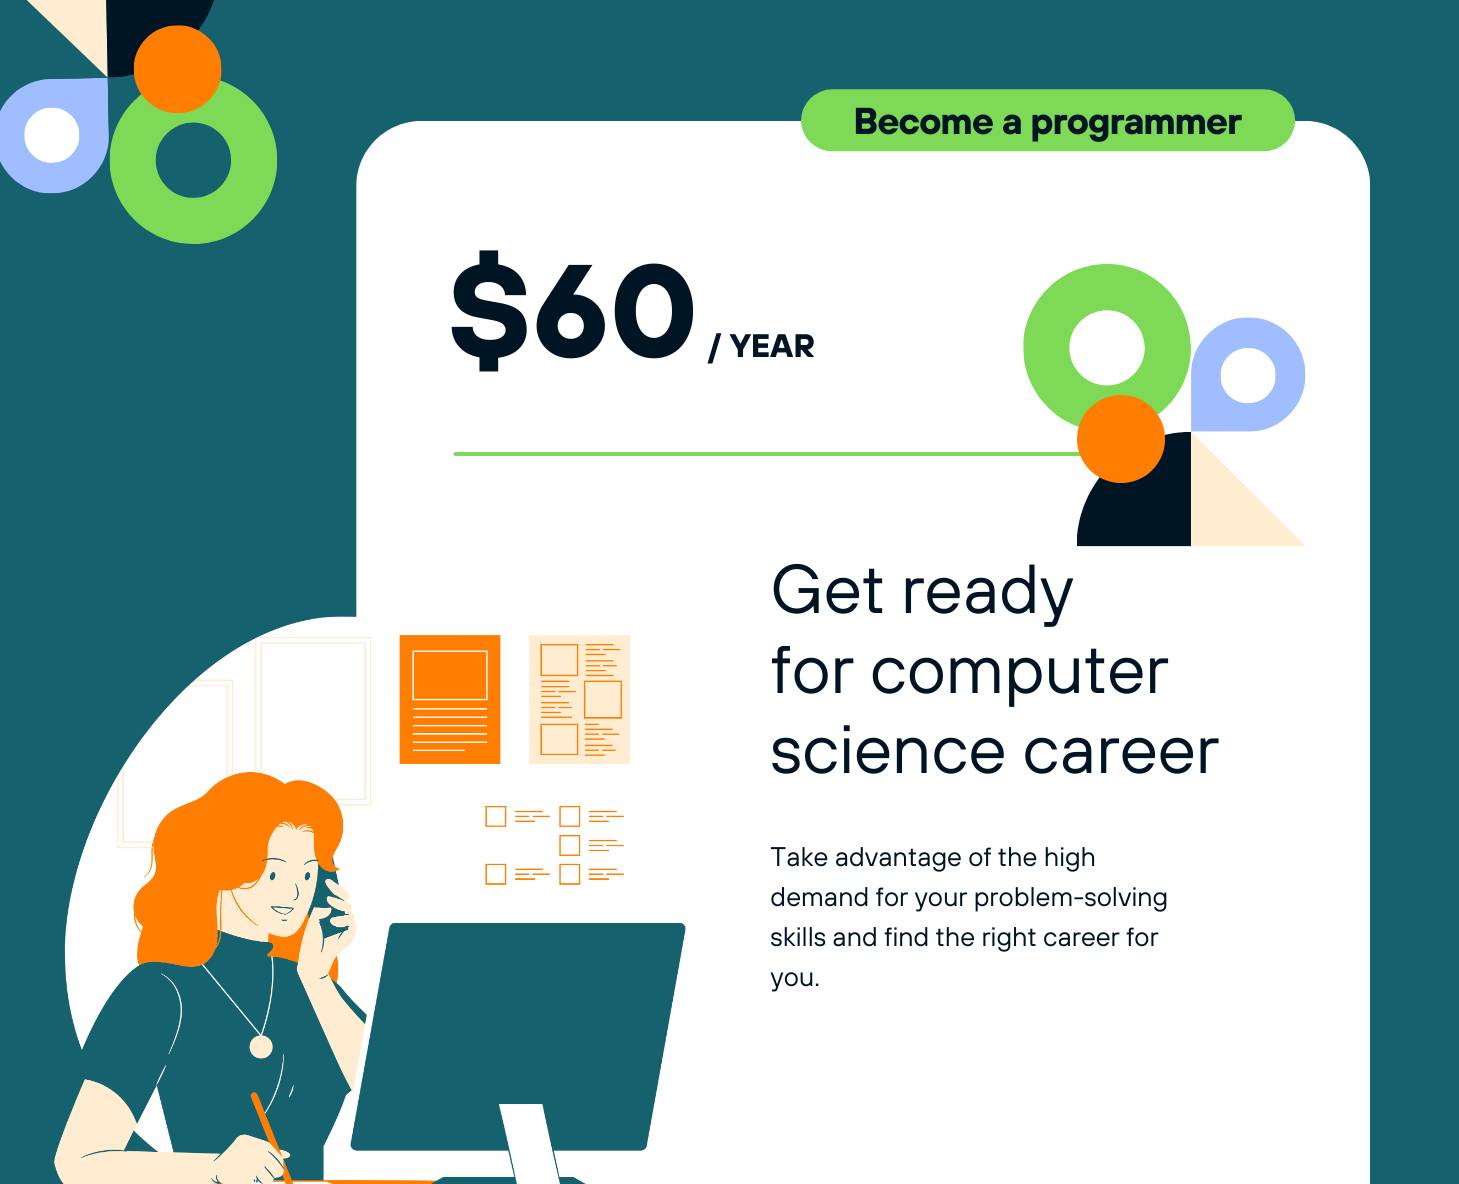 Become a programmer
$60 / YEAR
Get ready
for computer
science career
Take advantage of the high
demand for your problem-solving
skills and find the right career for
you.